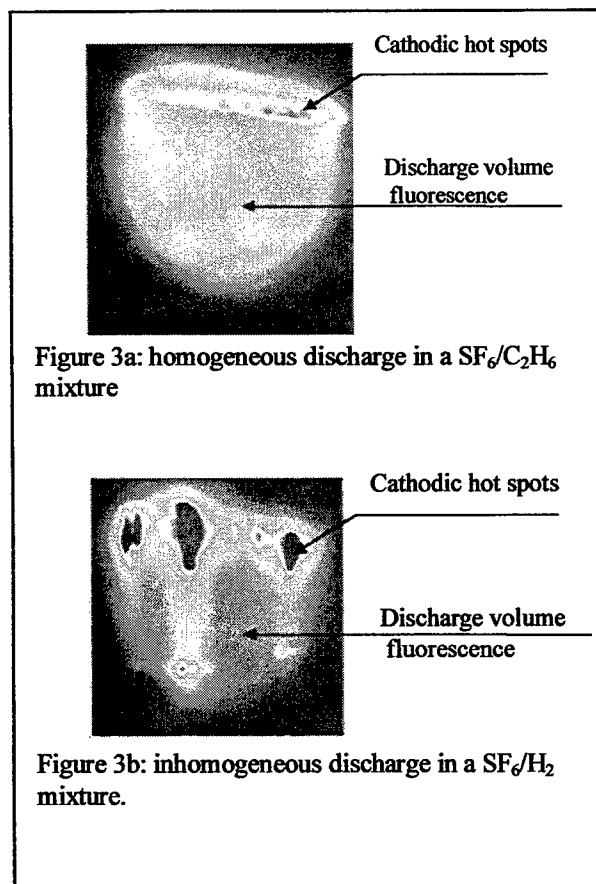 Cathodic hot spots
Discharge volume
fluorescence
Figure 3a: homogeneous discharge in a SF₆/C₂H₆
mixture
Cathodic hot spots
Discharge volume
fluorescence
Figure 3b: inhomogeneous discharge in a SF₆/H₂
mixture.